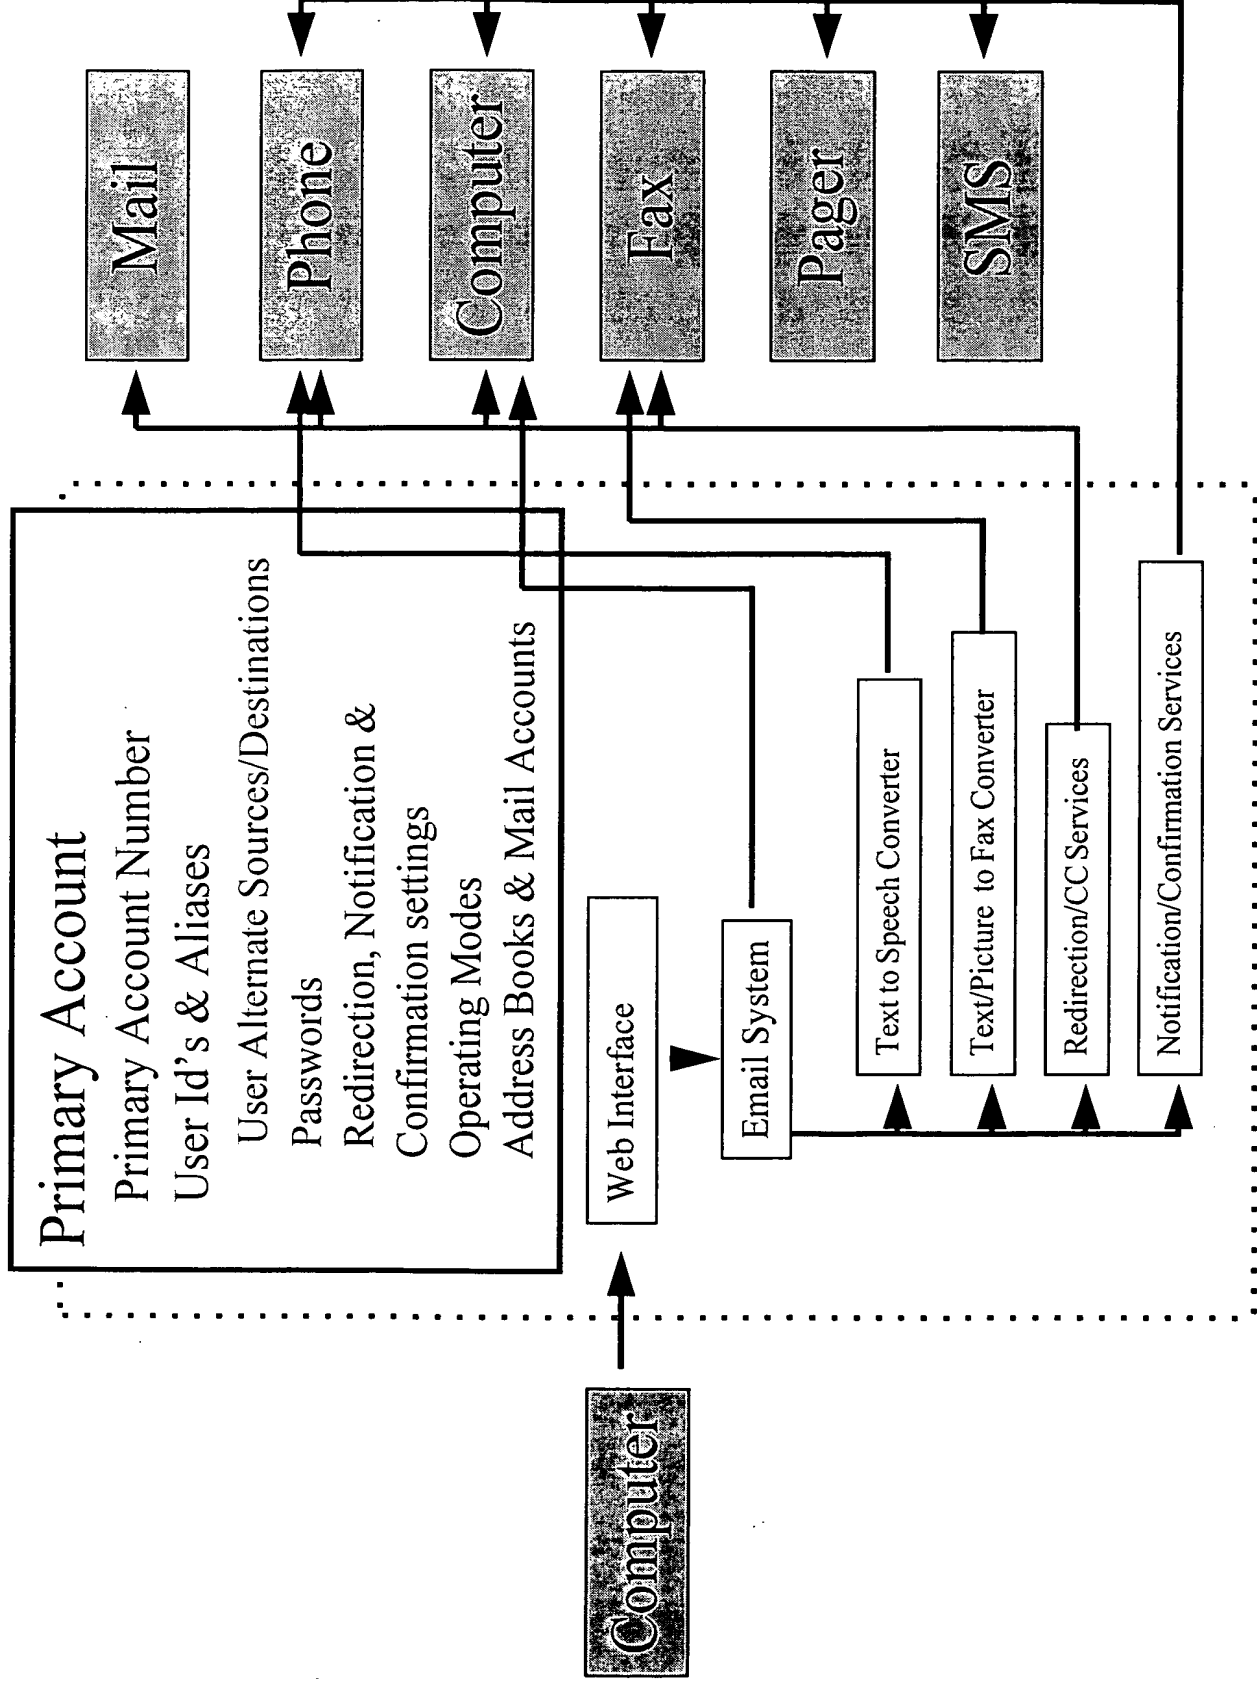 Primary Account
Primary Account Number
User Id's & Aliases
User Alternate Sources/Destinations
Passwords
Redirection, Notification &
Confirmation settings
Operating Modes
Address Books & Mail Accounts
Computer
Web Interface
Email System
Text to Speech Converter
Text/Picture to Fax Converter
Redirection/CC Services
Notification/Confirmation Services
Mail
Phone
Computer
Fax
Pager
SMS